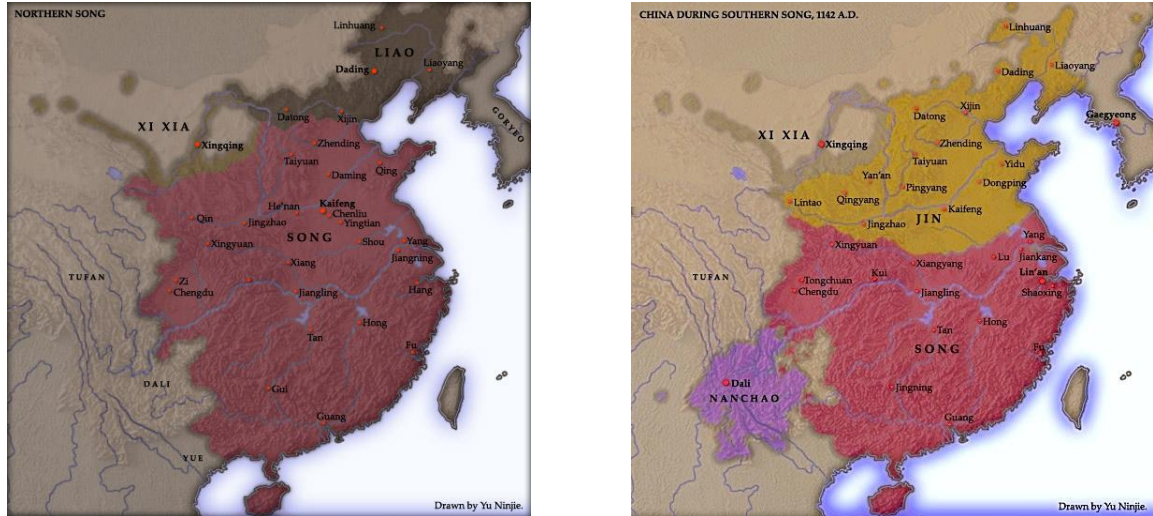 NORTHERN SONG
Linhuang
LIAO
Dading
Liaoyang
GORYEO
Datong
Xijin
XI XIA
Xingqing
Zhending
Taiyuan
Qing
Daming
Kaifeng
He'nan
Chenliu
Qin
Jingzhao
Yingtian
SONG
Xingyuan
Shou
Yang
Jiangning
Xiang
TUFAN
Zi
Chengdu
Jiangling
Hang
Hong
Tan
Fu
DALI
Gui
Guang
YUE
Drawn by Yu Ninjie.
CHINA DURING SOUTHERN SONG, 1142 A.D.
Linhuang
Liaoyang
Dading
Datong
Xijin
Gaegyeong
XI XIA
Xingqing
Zhending
Taiyuan
Yidu
Yan'an
Pingyang
Dongping
Qingyang
Lintao
Kaifeng
JIN
Jingzhao
Xingyuan
Yang
Xiangyang
Lu
Jiankang
TUFAN
Kui
Lin'an
Tongchuan
Chengdu
Jiangling
Shaoxing
Tan
Hong
SONG
Fu
Dali
NANCHAO
Jingning
Guang
Drawn by Yu Ninjie.